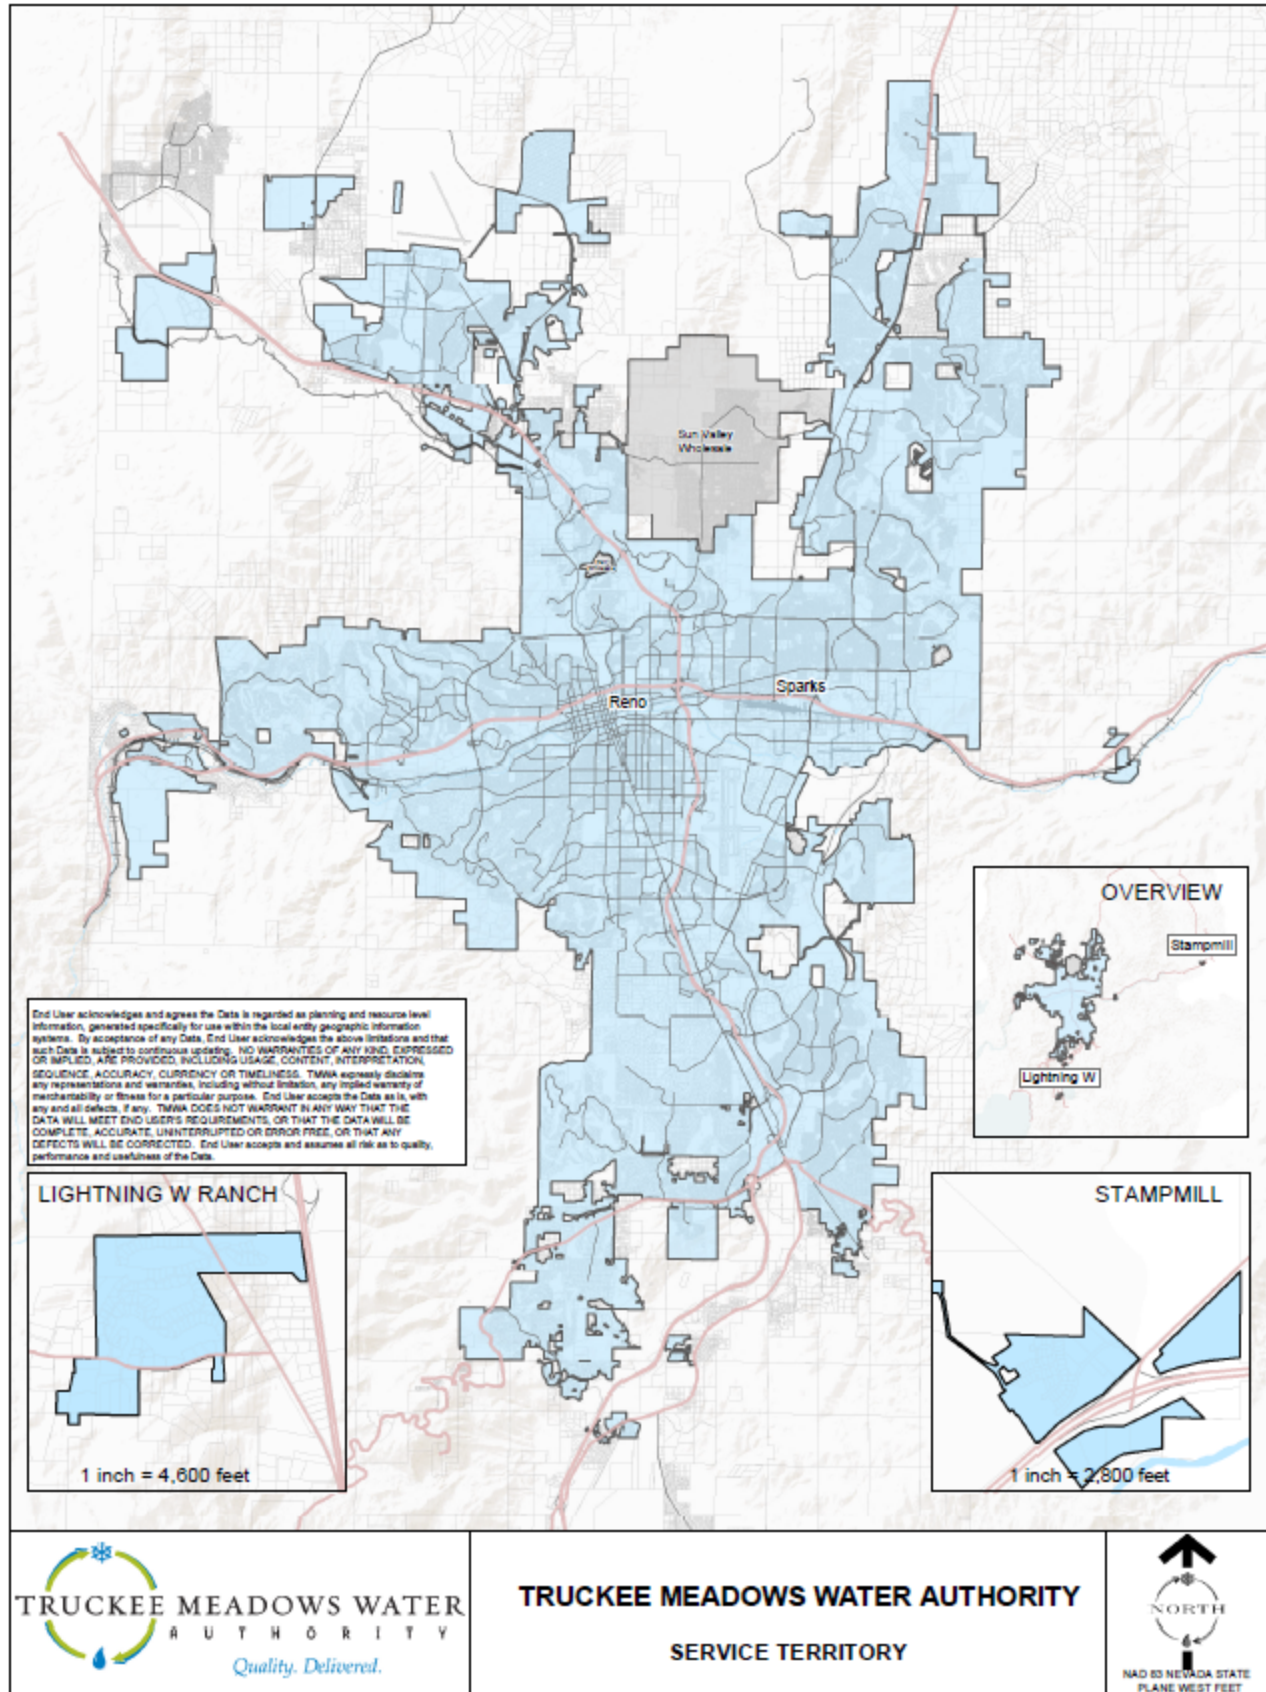 Sun Valley
Wholesale
Reno
Sparks
OVERVIEW
Stampmill
Lightning W
End User acknowledges and agrees the Data is regarded as planning and resource level
information, generated specifically for use within the local entity geographic information
systems. By acceptance of any Data, End User acknowledges the above limitations and that
such Data is subject to continuous updating. NO WARRANTIES OF ANY KIND, EXPRESSED
OR IMPLIED, ARE PROVIDED, INCLUDING USAGE, CONTENT, INTERPRETATION,
SEQUENCE, ACCURACY, CURRENCY OR TIMELINESS. TMWA expressly disclaims
any representations and warranties, including without limitation, any implied warranty of
merchantability or fitness for a particular purpose. End User accepts the Data as is, with
any and all defects, if any. TMWA DOES NOT WARRANT IN ANY WAY THAT THE
DATA WILL MEET END USER'S REQUIREMENTS, OR THAT THE DATA WILL BE
COMPLETE, ACCURATE, UNINTERRUPTED OR ERROR FREE, OR THAT ANY
DEFECTS WILL BE CORRECTED. End User accepts and assumes all risk as to quality,
performance and usefulness of the Data.
LIGHTNING W RANCH
1 inch = 4,600 feet
STAMPMILL
1 inch = 2,800 feet
TRUCKEE MEADOWS WATER
AUTHORITY
Quality. Delivered.
TRUCKEE MEADOWS WATER AUTHORITY
SERVICE TERRITORY
NORTH
NAD 83 NEVADA STATE
PLANE WEST FEET